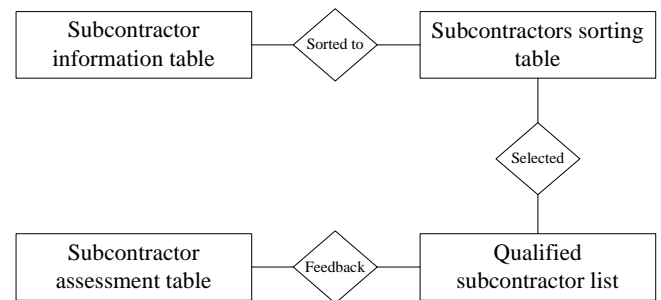 Subcontractor
information table
Sorted to
Subcontractors sorting
table
Selected
Subcontractor
assessment table
Feedback
Qualified
subcontractor list